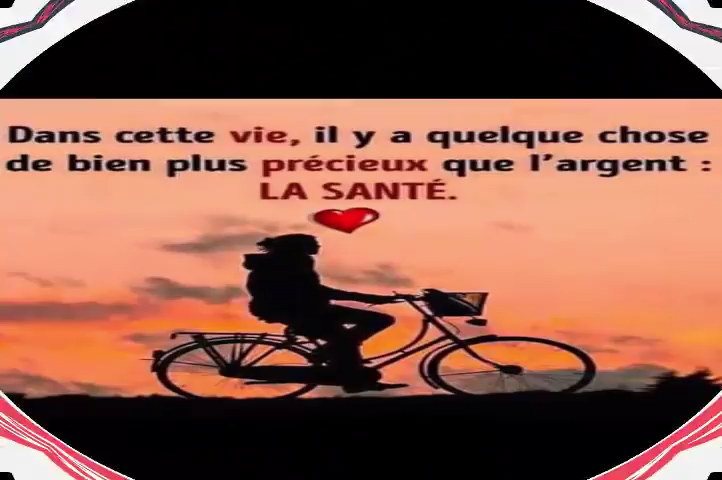 Dans cette vie, il y a quelque chose
de bien plus précieux que l'argent :
LA SANTÉ.